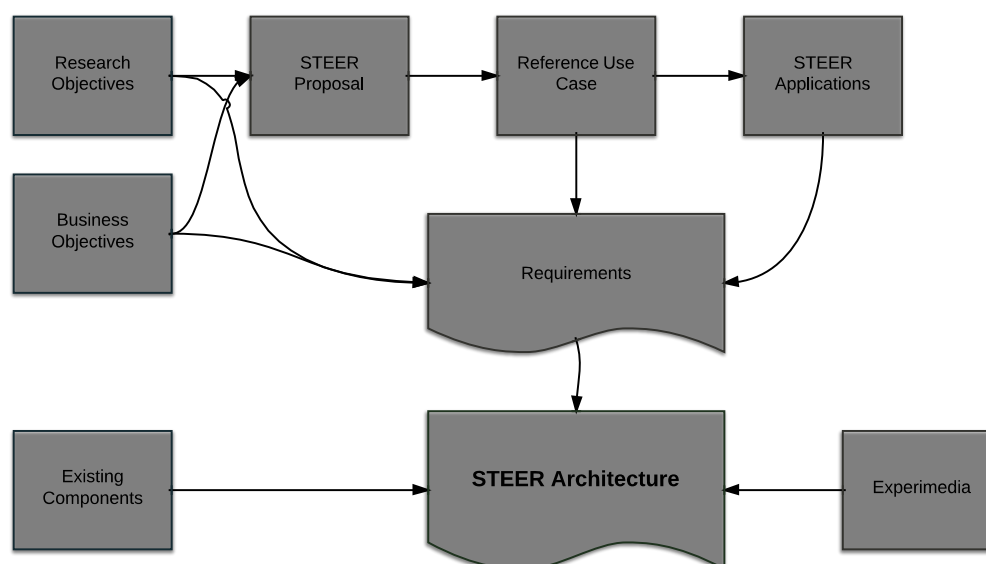 Research
Objectives
STEER
Proposal
Reference Use
Case
STEER
Applications
Business
Objectives
Requirements
Existing
Components
STEER Architecture
Experimedia